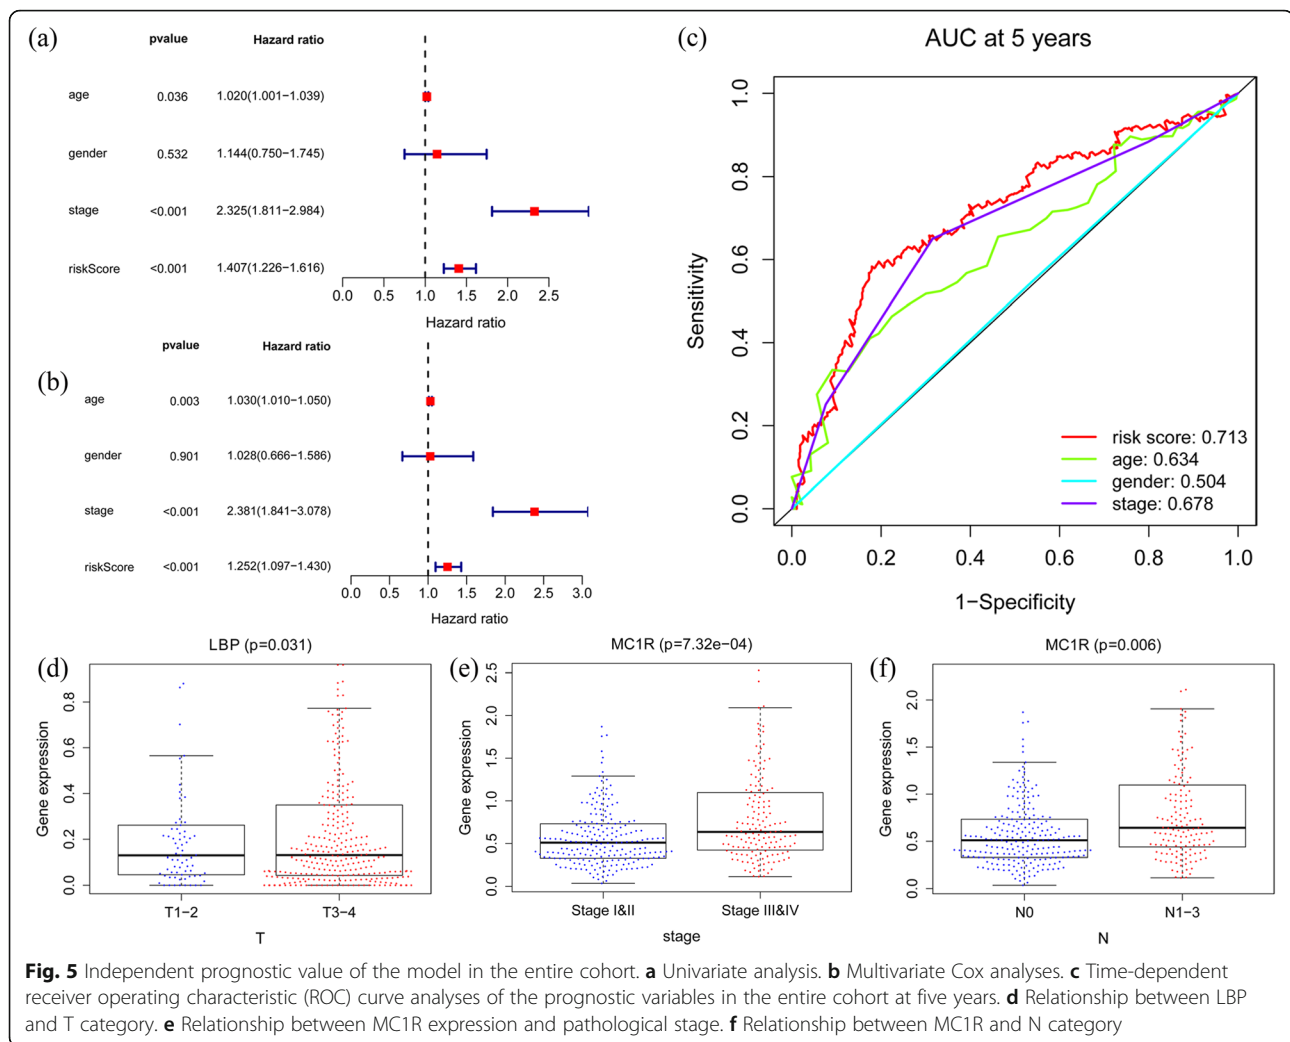 (a)
pvalue Hazard ratio
age 0.036 1.020(1.001−1.039)
gender 0.532 1.144(0.750−1.745)
stage <0.001 2.325(1.811−2.984)
riskScore <0.001 1.407(1.226−1.616)
0.0 0.5 1.0 1.5 2.0 2.5
Hazard ratio
(b)
pvalue Hazard ratio
age 0.003 1.030(1.010−1.050)
gender 0.901 1.028(0.666−1.586)
stage <0.001 2.381(1.841−3.078)
riskScore <0.001 1.252(1.097−1.430)
0.0 0.5 1.0 1.5 2.0 2.5 3.0
Hazard ratio
(c)
AUC at 5 years
Sensitivity
1.0
0.8
0.6
0.4
0.2
0.0
risk score: 0.713
age: 0.634
gender: 0.504
stage: 0.678
0.0 0.2 0.4 0.6 0.8 1.0
1−Specificity
(d)
LBP (p=0.031)
Gene expression
0.8
0.6
0.4
0.2
0.0
T1−2 T3−4
T
(e)
MC1R (p=7.32e−04)
Gene expression
2.5
2.0
1.5
1.0
0.5
0.0
Stage I&II Stage III&IV
stage
(f)
MC1R (p=0.006)
Gene expression
2.0
1.5
1.0
0.5
0.0
N0 N1−3
N
Fig. 5 Independent prognostic value of the model in the entire cohort. a Univariate analysis. b Multivariate Cox analyses. c Time-dependent
receiver operating characteristic (ROC) curve analyses of the prognostic variables in the entire cohort at five years. d Relationship between LBP
and T category. e Relationship between MC1R expression and pathological stage. f Relationship between MC1R and N category